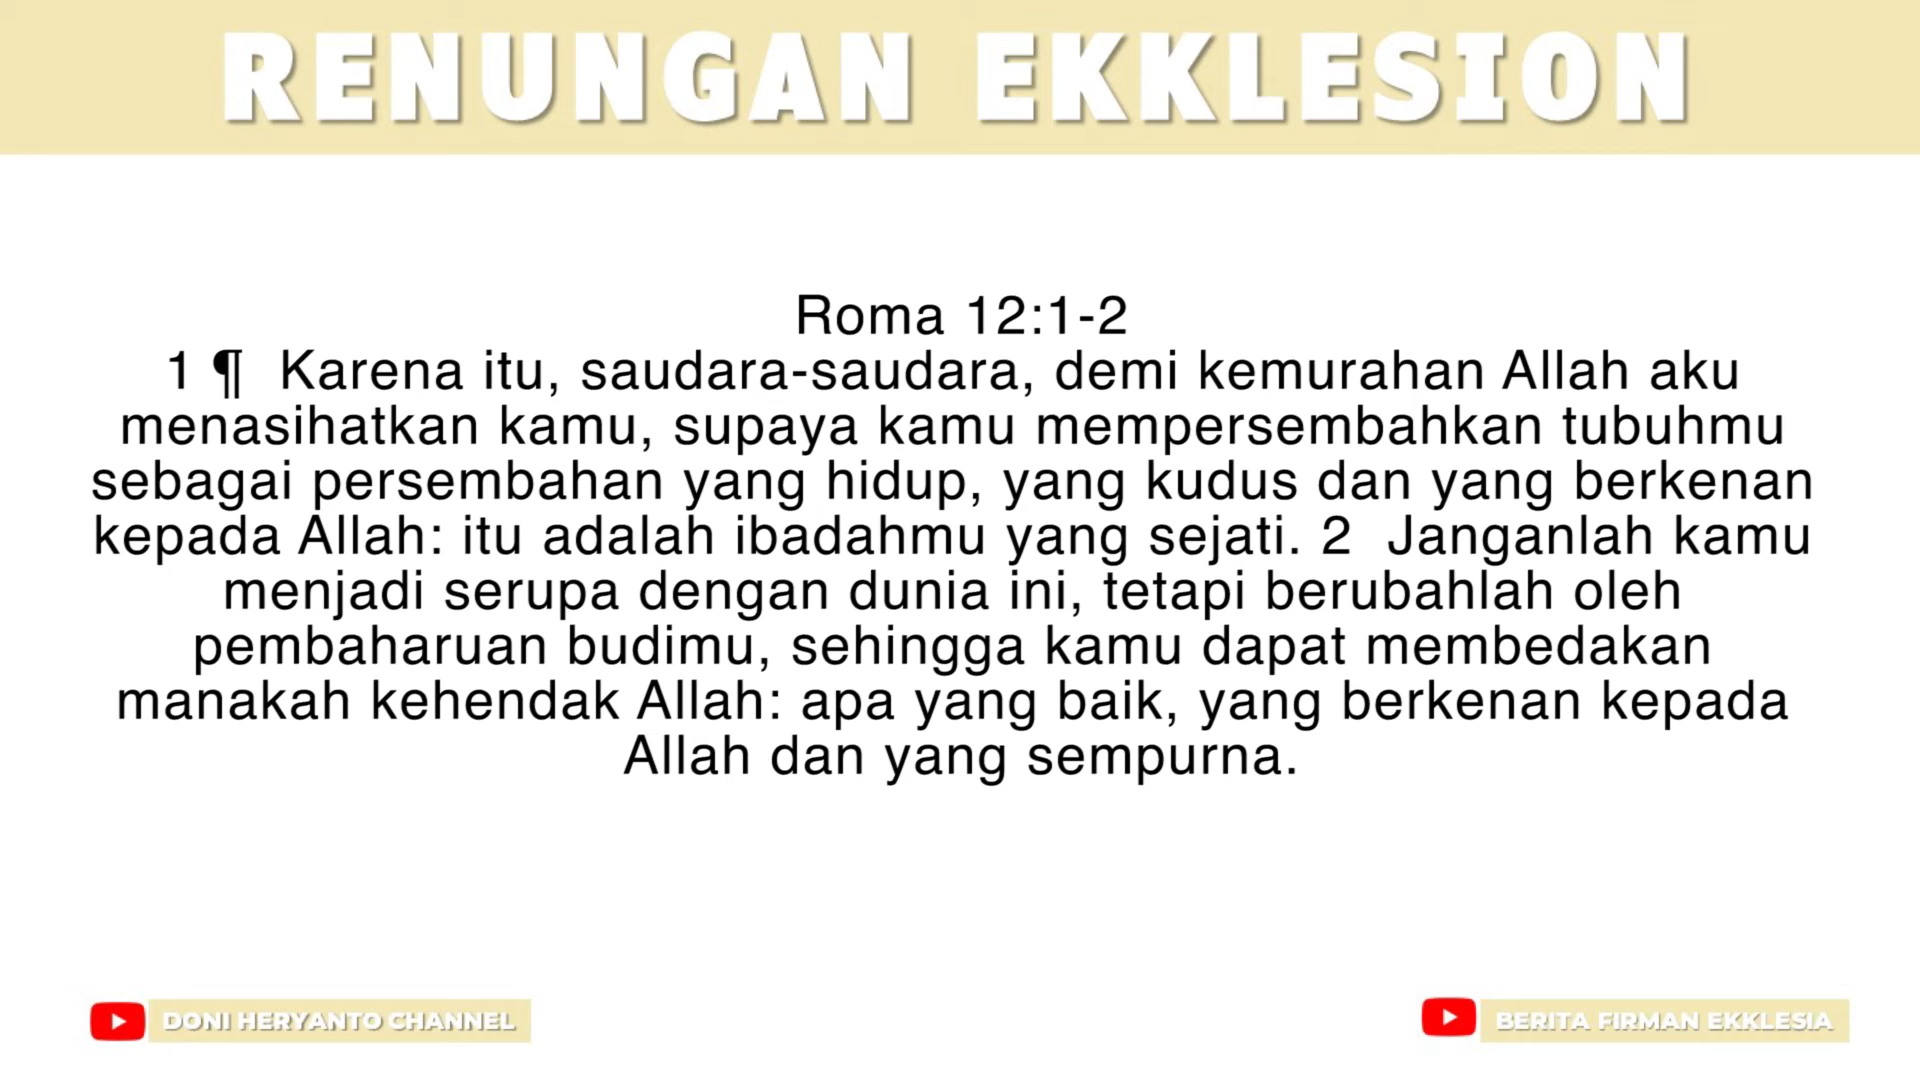 RENUNGAN EKKLESION
Roma 12:1-2
1 ¶  Karena itu, saudara-saudara, demi kemurahan Allah aku
menasihatkan kamu, supaya kamu mempersembahkan tubuhmu
sebagai persembahan yang hidup, yang kudus dan yang berkenan
kepada Allah: itu adalah ibadahmu yang sejati. 2  Janganlah kamu
menjadi serupa dengan dunia ini, tetapi berubahlah oleh
pembaharuan budimu, sehingga kamu dapat membedakan
manakah kehendak Allah: apa yang baik, yang berkenan kepada
Allah dan yang sempurna.
DONI HERYANTO CHANNEL
BERITA FIRMAN EKKLESIA